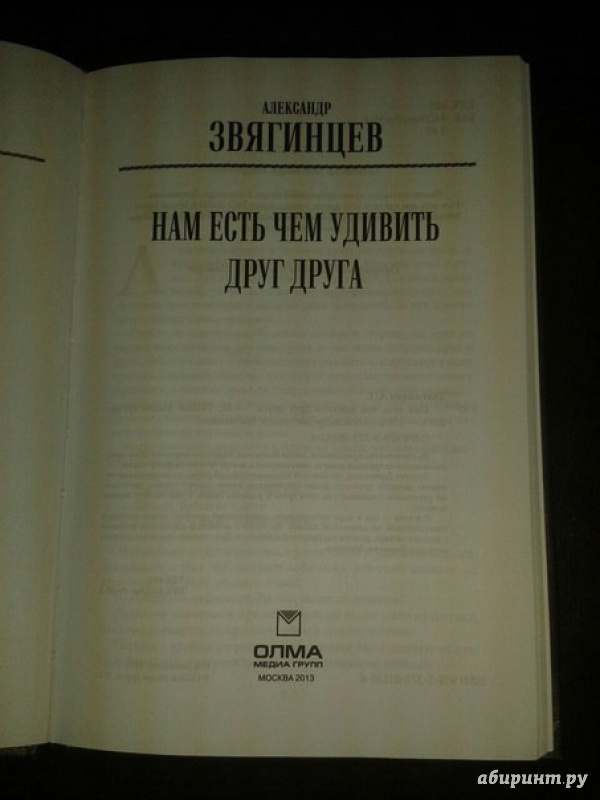 АЛЕКСАНДР
ЗВЯГИНЦЕВ
НАМ ЕСТЬ ЧЕМ УДИВИТЬ
ДРУГ ДРУГА
ОЛМА
МЕДИА ГРУПП
МОСКВА 2013
абиринт.ру